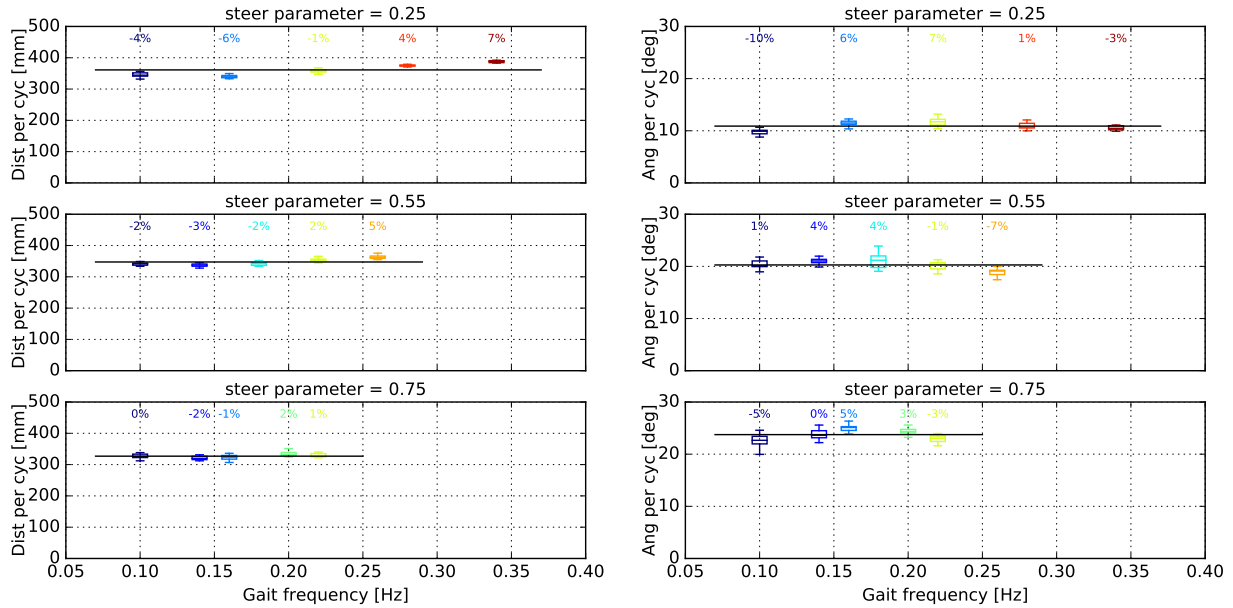 steer parameter = 0.25
500
400
300
200
100
0
Dist per cyc [mm]
-4% -6% -1% 4% 7%
steer parameter = 0.25
30
20
10
0
Ang per cyc [deg]
-10% 6% 7% 1% -3%
steer parameter = 0.55
500
400
300
200
100
0
Dist per cyc [mm]
-2% -3% -2% 2% 5%
steer parameter = 0.55
30
20
10
0
Ang per cyc [deg]
1% 4% 4% -1% -7%
steer parameter = 0.75
500
400
300
200
100
0
Dist per cyc [mm]
0% -2% -1% 2% 1%
0.05 0.10 0.15 0.20 0.25 0.30 0.35 0.40
Gait frequency [Hz]
steer parameter = 0.75
30
20
10
0
Ang per cyc [deg]
-5% 0% 5% 3% -3%
0.05 0.10 0.15 0.20 0.25 0.30 0.35 0.40
Gait frequency [Hz]